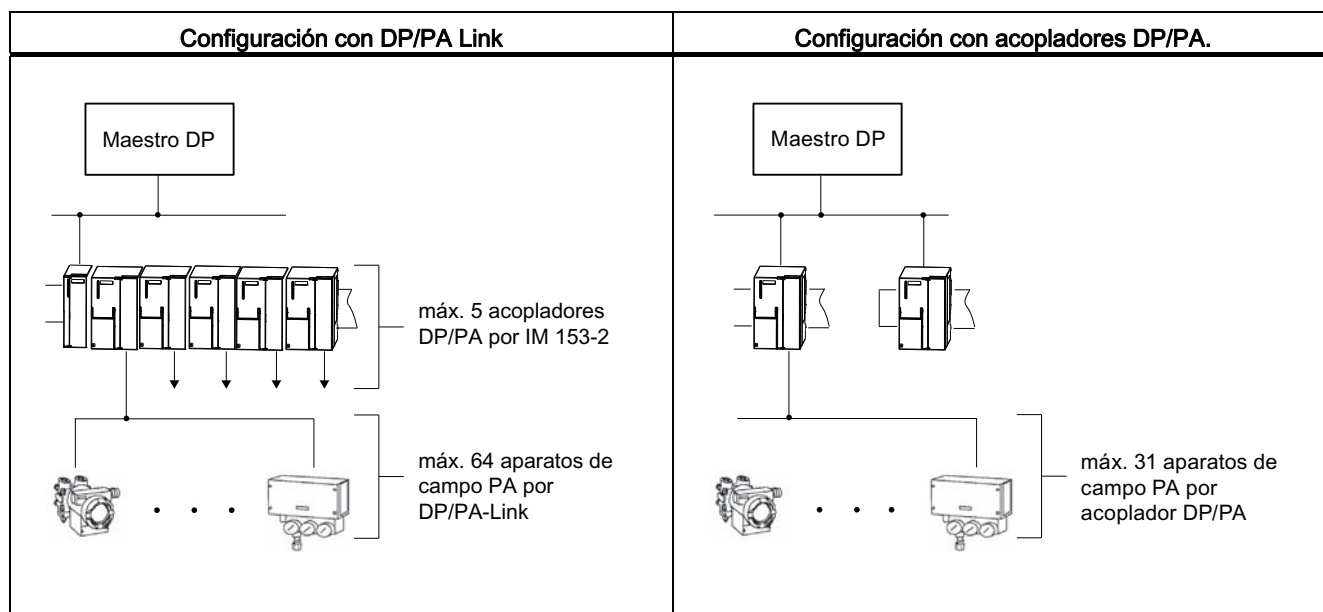 Configuración con DP/PA Link
Configuración con acopladores DP/PA.
Maestro DP
máx. 5 acopladores
DP/PA por IM 153-2
máx. 64 aparatos de
campo PA por
DP/PA-Link
Maestro DP
máx. 31 aparatos de
campo PA por
acoplador DP/PA